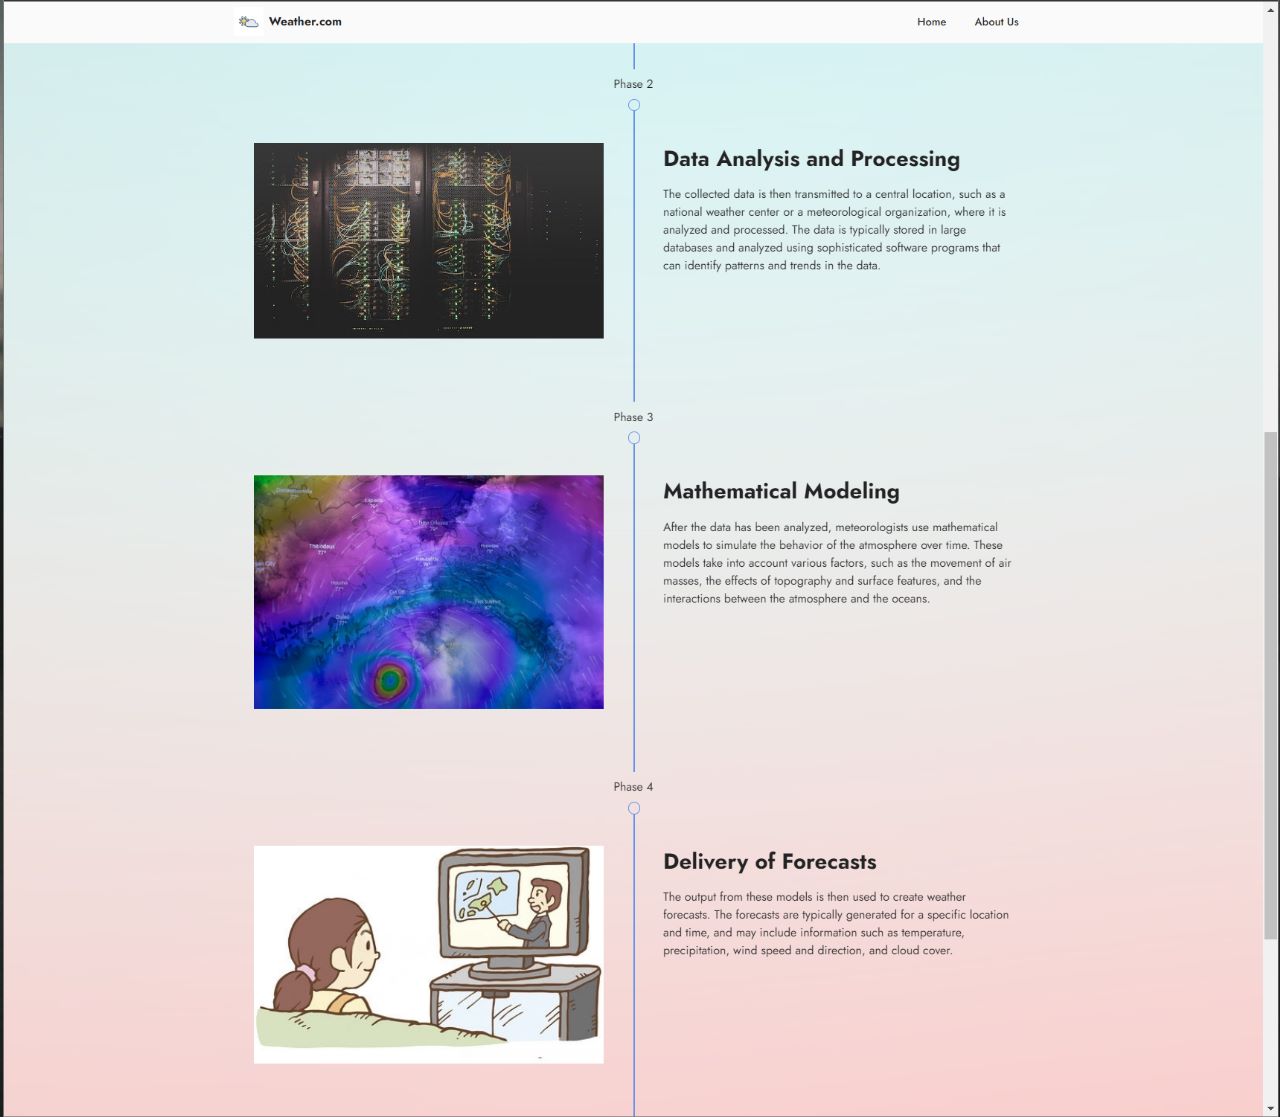 Weather.com
Home
About Us
Phase 2
Data Analysis and Processing
The collected data is then transmitted to a central location, such as a
national weather center or a meteorological organization, where it is
analyzed and processed. The data is typically stored in large
databases and analyzed using sophisticated software programs that
can identify patterns and trends in the data.
Phase 3
Mathematical Modeling
After the data has been analyzed, meteorologists use mathematical
models to simulate the behavior of the atmosphere over time. These
models take into account various factors, such as the movement of air
masses, the effects of topography and surface features, and the
interactions between the atmosphere and the oceans.
Phase 4
Delivery of Forecasts
The output from these models is then used to create weather
forecasts. The forecasts are typically generated for a specific location
and time, and may include information such as temperature,
precipitation, wind speed and direction, and cloud cover.